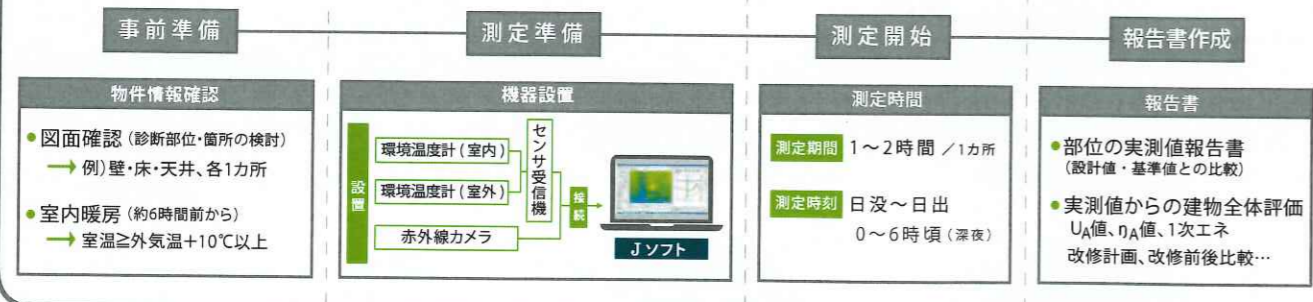 事前準備
測定準備
測定開始
報告書作成
物件情報確認
●図面確認(診断部位・箇所の検討)
→ 例)壁・床・天井、各1カ所
●室内暖房(約6時間前から)
→ 室温≧外気温+10℃以上
機器設置
設置
環境温度計(室内)
環境温度計(室外)
赤外線カメラ
センサ受信機
接続
Jソフト
測定時間
測定期間 1~2時間 /1カ所
測定時刻 日没~日出
0~6時頃(深夜)
報告書
●部位の実測値報告書
(設計値・基準値との比較)
●実測値からの建物全体評価
UA値、ηA値、1次エネ
改修計画、改修前後比較…